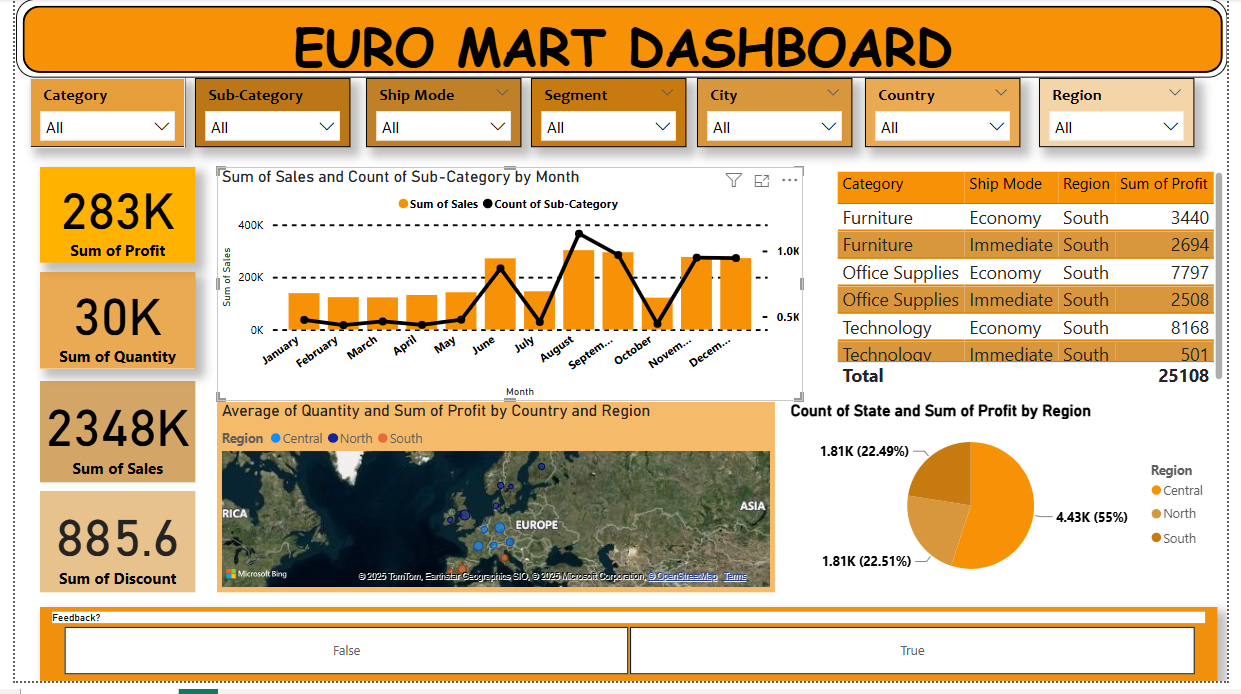 EURO MART DASHBOARD
Category
Sub-Category
Ship Mode
Segment
City
Country
Region
All
All
All
All
All
All
All
283K
Sum of Profit
30K
Sum of Quantity
2348K
Sum of Sales
885.6
Sum of Discount
Sum of Sales and Count of Sub-Category by Month
Sum of Sales Count of Sub-Category
Sum of Sales
400K
200K
0K
1.0K
0.5K
January
February
March
April
May
June
July
August
Septem...
October
Novem...
Decem...
Month
Category Ship Mode Region Sum of Profit
Furniture Economy South 3440
Furniture Immediate South 2694
Office Supplies Economy South 7797
Office Supplies Immediate South 2508
Technology Economy South 8168
Technology Immediate South 501
Total 25108
Average of Quantity and Sum of Profit by Country and Region
Region Central North South
RICA
EUROPE
ASIA
Microsoft Bing
© 2025 TomTom, Earthstar Geographics SIO, © 2025 Microsoft Corporation, © OpenStreetMap Terms
Count of State and Sum of Profit by Region
1.81K (22.49%)
4.43K (55%)
1.81K (22.51%)
Region
Central
North
South
Feedback?
False
True